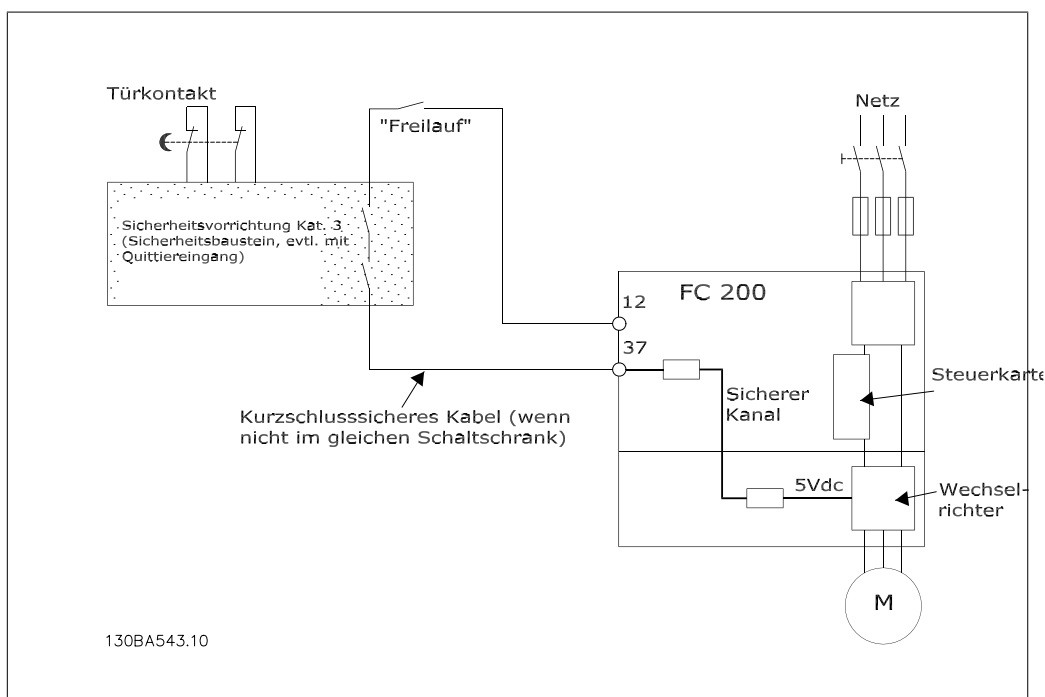 Türkontakt
"Freilauf"
Netz
Sicherheitsvorrichtung Kat. 3
(Sicherheitsbaustein, evtl. mit
Quittiereingang)
12
FC 200
37
Steuerkarte
Sicherer
Kanal
Kurzschlusssicheres Kabel (wenn
nicht im gleichen Schaltschrank)
5Vdc
Wechsel-
richter
M
130BA543.10